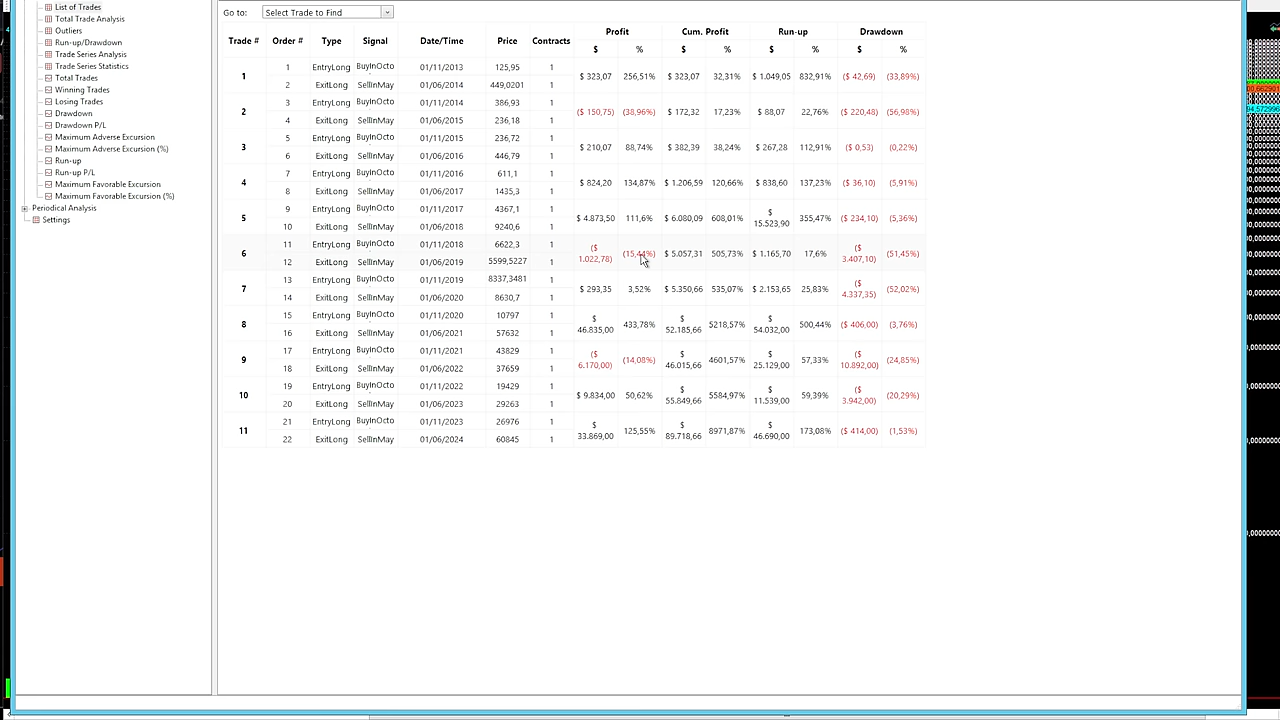 List of Trades
Total Trade Analysis
Outliers
Run-up/Drawdown
Trade Series Analysis
Trade Series Statistics
Total Trades
Winning Trades
Losing Trades
Drawdown
Drawdown P/L
Maximum Adverse Excursion
Maximum Adverse Excursion (%)
Run-up
Run-up P/L
Maximum Favorable Excursion
Maximum Favorable Excursion (%)
Periodical Analysis
Settings
Go to: Select Trade to Find
Trade # Order # Type Signal Date/Time Price Contracts Profit Cum. Profit Run-up Drawdown
$ % $ % $ % $ %
1 1 EntryLong BuyInOcto 01/11/2013 125,95 1 $ 323,07 256,51% $ 323,07 32,31% $ 1.049,05 832,91% ($ 42,69) (33,89%)
2 ExitLong SellInMay 01/06/2014 449,0201 1
2 3 EntryLong BuyInOcto 01/11/2014 386,93 1 ($ 150,75) (38,96%) $ 172,32 17,23% $ 88,07 22,76% ($ 220,48) (56,98%)
4 ExitLong SellInMay 01/06/2015 236,18 1
3 5 EntryLong BuyInOcto 01/11/2015 236,72 1 $ 210,07 88,74% $ 382,39 38,24% $ 267,28 112,91% ($ 0,53) (0,22%)
6 ExitLong SellInMay 01/06/2016 446,79 1
4 7 EntryLong BuyInOcto 01/11/2016 611,1 1 $ 824,20 134,87% $ 1.206,59 120,66% $ 838,60 137,23% ($ 36,10) (5,91%)
8 ExitLong SellInMay 01/06/2017 1435,3 1
5 9 EntryLong BuyInOcto 01/11/2017 4367,1 1 $ 4.873,50 111,6% $ 6.080,09 608,01% $ 15.523,90 355,47% ($ 234,10) (5,36%)
10 ExitLong SellInMay 01/06/2018 9240,6 1
6 11 EntryLong BuyInOcto 01/11/2018 6622,3 1 ($ 1.022,78) (15,44%) $ 5.057,31 505,73% $ 1.165,70 17,6% ($ 3.407,10) (51,45%)
12 ExitLong SellInMay 01/06/2019 5599,5227 1
7 13 EntryLong BuyInOcto 01/11/2019 8337,3481 1 $ 293,35 3,52% $ 5.350,66 535,07% $ 2.153,65 25,83% ($ 4.337,35) (52,02%)
14 ExitLong SellInMay 01/06/2020 8630,7 1
8 15 EntryLong BuyInOcto 01/11/2020 10797 1 $ 46.835,00 433,78% $ 52.185,66 5218,57% $ 54.032,00 500,44% ($ 406,00) (3,76%)
16 ExitLong SellInMay 01/06/2021 57632 1
9 17 EntryLong BuyInOcto 01/11/2021 43829 1 ($ 6.170,00) (14,08%) $ 46.015,66 4601,57% $ 25.129,00 57,33% ($ 10.892,00) (24,85%)
18 ExitLong SellInMay 01/06/2022 37659 1
10 19 EntryLong BuyInOcto 01/11/2022 19429 1 $ 9.834,00 50,62% $ 55.849,66 5584,97% $ 11.539,00 59,39% ($ 3.942,00) (20,29%)
20 ExitLong SellInMay 01/06/2023 29263 1
11 21 EntryLong BuyInOcto 01/11/2023 26976 1 $ 33.869,00 125,55% $ 89.718,66 8971,87% $ 46.690,00 173,08% ($ 414,00) (1,53%)
22 ExitLong SellInMay 01/06/2024 60845 1